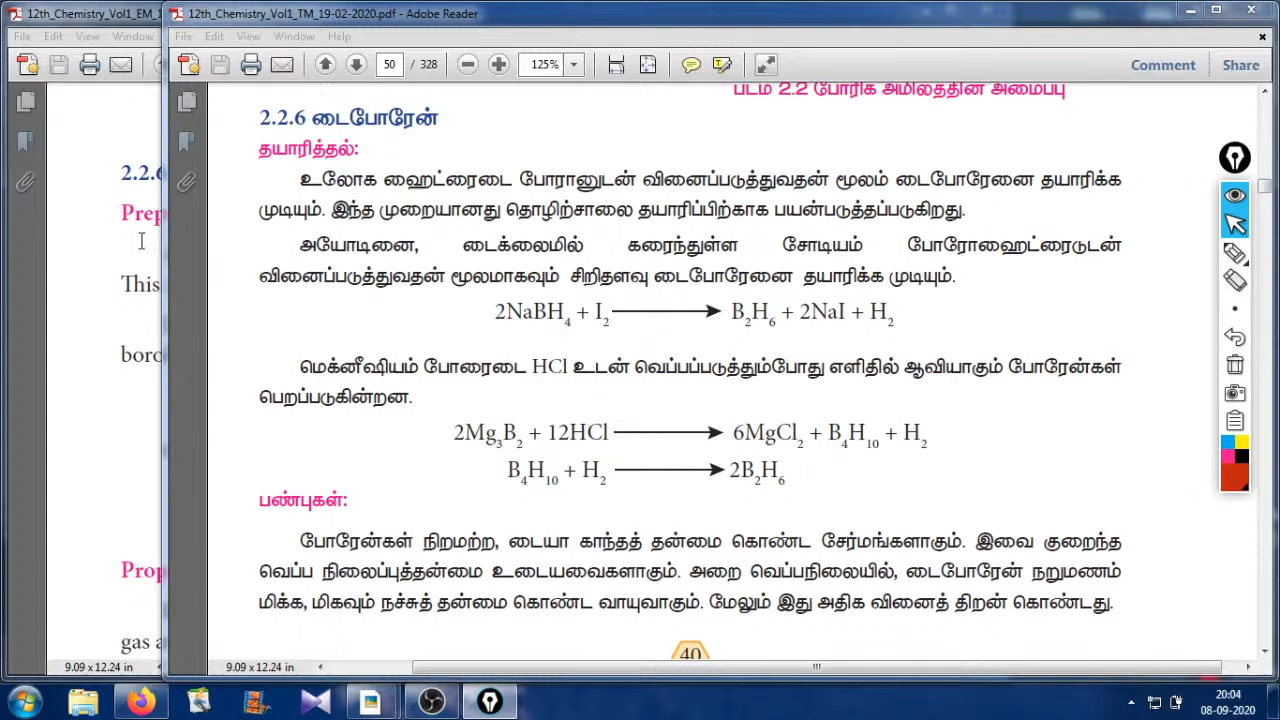 12th_Chemistry_Vol1_EM_1
12th_Chemistry_Vol1_TM_19-02-2020.pdf - Adobe Reader
File Edit View Window
File Edit View Window Help
50 / 328 125% Comment Share
படம் 2.2 போரிக் அமிலத்தின் அமைப்பு
2.2.6 டைபோரேன்
தயாரித்தல்:
உலோக ஹைட்ரைடை போரானுடன் வினைப்படுத்துவதன் மூலம் டைபோரேனை தயாரிக்க
முடியும். இந்த முறையானது தொழிற்சாலை தயாரிப்பிற்காக பயன்படுத்தப்படுகிறது.
அயோடினை, டைக்லைமில் கரைந்துள்ள சோடியம் போரோஹைட்ரைடுடன்
வினைப்படுத்துவதன் மூலமாகவும் சிறிதளவு டைபோரேனை தயாரிக்க முடியும்.
2NaBH₄ + I₂ ⟶ B₂H₆ + 2NaI + H₂
மெக்னீஷியம் போரைடை HCl உடன் வெப்பப்படுத்தும்போது எளிதில் ஆவியாகும் போரேன்கள்
பெறப்படுகின்றன.
2Mg₃B₂ + 12HCl ⟶ 6MgCl₂ + B₄H₁₀ + H₂
B₄H₁₀ + H₂ ⟶ 2B₂H₆
பண்புகள்:
போரேன்கள் நிறமற்ற, டையா காந்தத் தன்மை கொண்ட சேர்மங்களாகும். இவை குறைந்த
வெப்ப நிலைப்புத்தன்மை உடையவைகளாகும். அறை வெப்பநிலையில், டைபோரேன் நறுமணம்
மிக்க, மிகவும் நச்சுத் தன்மை கொண்ட வாயுவாகும். மேலும் இது அதிக வினைத் திறன் கொண்டது.
40
2.2.6
Prep
This
boro
Prop
gas a
9.09 x 12.24 in
9.09 x 12.24 in
20:04
08-09-2020